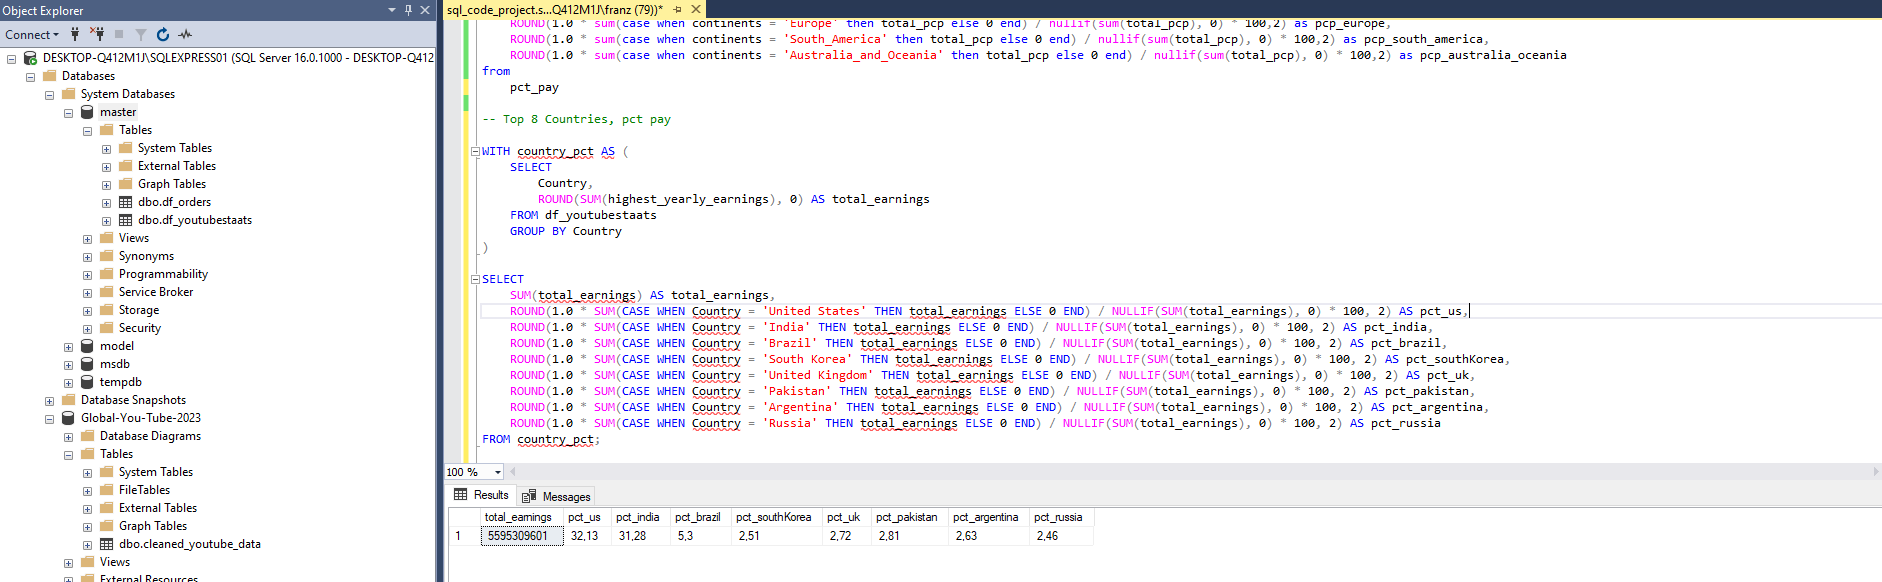 Object Explorer
Connect
DESKTOP-Q412M1J\SQLEXPRESS01 (SQL Server 16.0.1000 - DESKTOP-Q412
Databases
System Databases
master
Tables
System Tables
External Tables
Graph Tables
dbo.df_orders
dbo.df_youtubestaats
Views
Synonyms
Programmability
Service Broker
Storage
Security
model
msdb
tempdb
Database Snapshots
Global-You-Tube-2023
Database Diagrams
Tables
System Tables
FileTables
External Tables
Graph Tables
dbo.cleaned_youtube_data
Views
External Resources
sql_code_project.s...Q412M1J\franz (79))*
ROUND(1.0 * sum(case when continents = 'Europe' then total_pcp else 0 end) / nullif(sum(total_pcp), 0) * 100,2) as pcp_europe,
ROUND(1.0 * sum(case when continents = 'South_America' then total_pcp else 0 end) / nullif(sum(total_pcp), 0) * 100,2) as pcp_south_america,
ROUND(1.0 * sum(case when continents = 'Australia_and_Oceania' then total_pcp else 0 end) / nullif(sum(total_pcp), 0) * 100,2) as pcp_australia_oceania
from
pct_pay
-- Top 8 Countries, pct pay
WITH country_pct AS (
SELECT
Country,
ROUND(SUM(highest_yearly_earnings), 0) AS total_earnings
FROM df_youtubestaats
GROUP BY Country
)
SELECT
SUM(total_earnings) AS total_earnings,
ROUND(1.0 * SUM(CASE WHEN Country = 'United States' THEN total_earnings ELSE 0 END) / NULLIF(SUM(total_earnings), 0) * 100, 2) AS pct_us,
ROUND(1.0 * SUM(CASE WHEN Country = 'India' THEN total_earnings ELSE 0 END) / NULLIF(SUM(total_earnings), 0) * 100, 2) AS pct_india,
ROUND(1.0 * SUM(CASE WHEN Country = 'Brazil' THEN total_earnings ELSE 0 END) / NULLIF(SUM(total_earnings), 0) * 100, 2) AS pct_brazil,
ROUND(1.0 * SUM(CASE WHEN Country = 'South Korea' THEN total_earnings ELSE 0 END) / NULLIF(SUM(total_earnings), 0) * 100, 2) AS pct_southKorea,
ROUND(1.0 * SUM(CASE WHEN Country = 'United Kingdom' THEN total_earnings ELSE 0 END) / NULLIF(SUM(total_earnings), 0) * 100, 2) AS pct_uk,
ROUND(1.0 * SUM(CASE WHEN Country = 'Pakistan' THEN total_earnings ELSE 0 END) / NULLIF(SUM(total_earnings), 0) * 100, 2) AS pct_pakistan,
ROUND(1.0 * SUM(CASE WHEN Country = 'Argentina' THEN total_earnings ELSE 0 END) / NULLIF(SUM(total_earnings), 0) * 100, 2) AS pct_argentina,
ROUND(1.0 * SUM(CASE WHEN Country = 'Russia' THEN total_earnings ELSE 0 END) / NULLIF(SUM(total_earnings), 0) * 100, 2) AS pct_russia
FROM country_pct;
100 %
Results Messages
total_earnings pct_us pct_india pct_brazil pct_southKorea pct_uk pct_pakistan pct_argentina pct_russia
1 5595309601 32,13 31,28 5,3 2,51 2,72 2,81 2,63 2,46